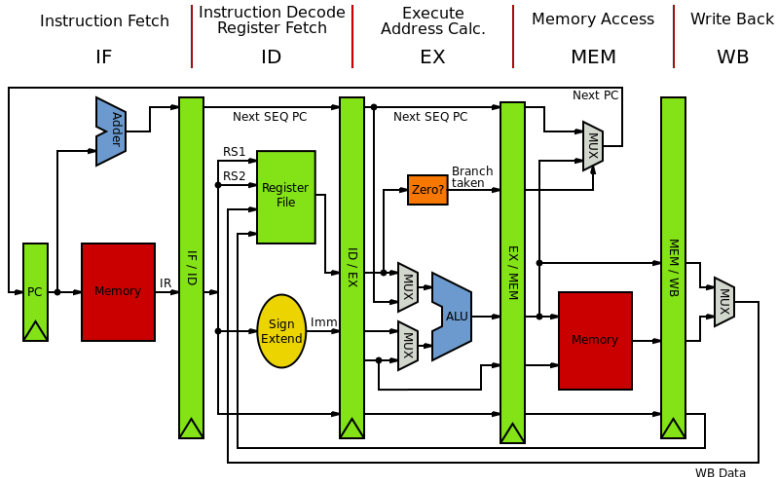 Instruction Fetch
IF
Instruction Decode
Register Fetch
ID
Execute
Address Calc.
EX
Memory Access
MEM
Write Back
WB
Next PC
Adder
Next SEQ PC
Next SEQ PC
MUX
RS1
RS2
Register
File
Branch
taken
Zero?
IF / ID
ID / EX
EX / MEM
MEM / WB
PC
Memory
IR
MUX
ALU
MUX
Sign
Extend
Imm
MUX
Memory
WB Data